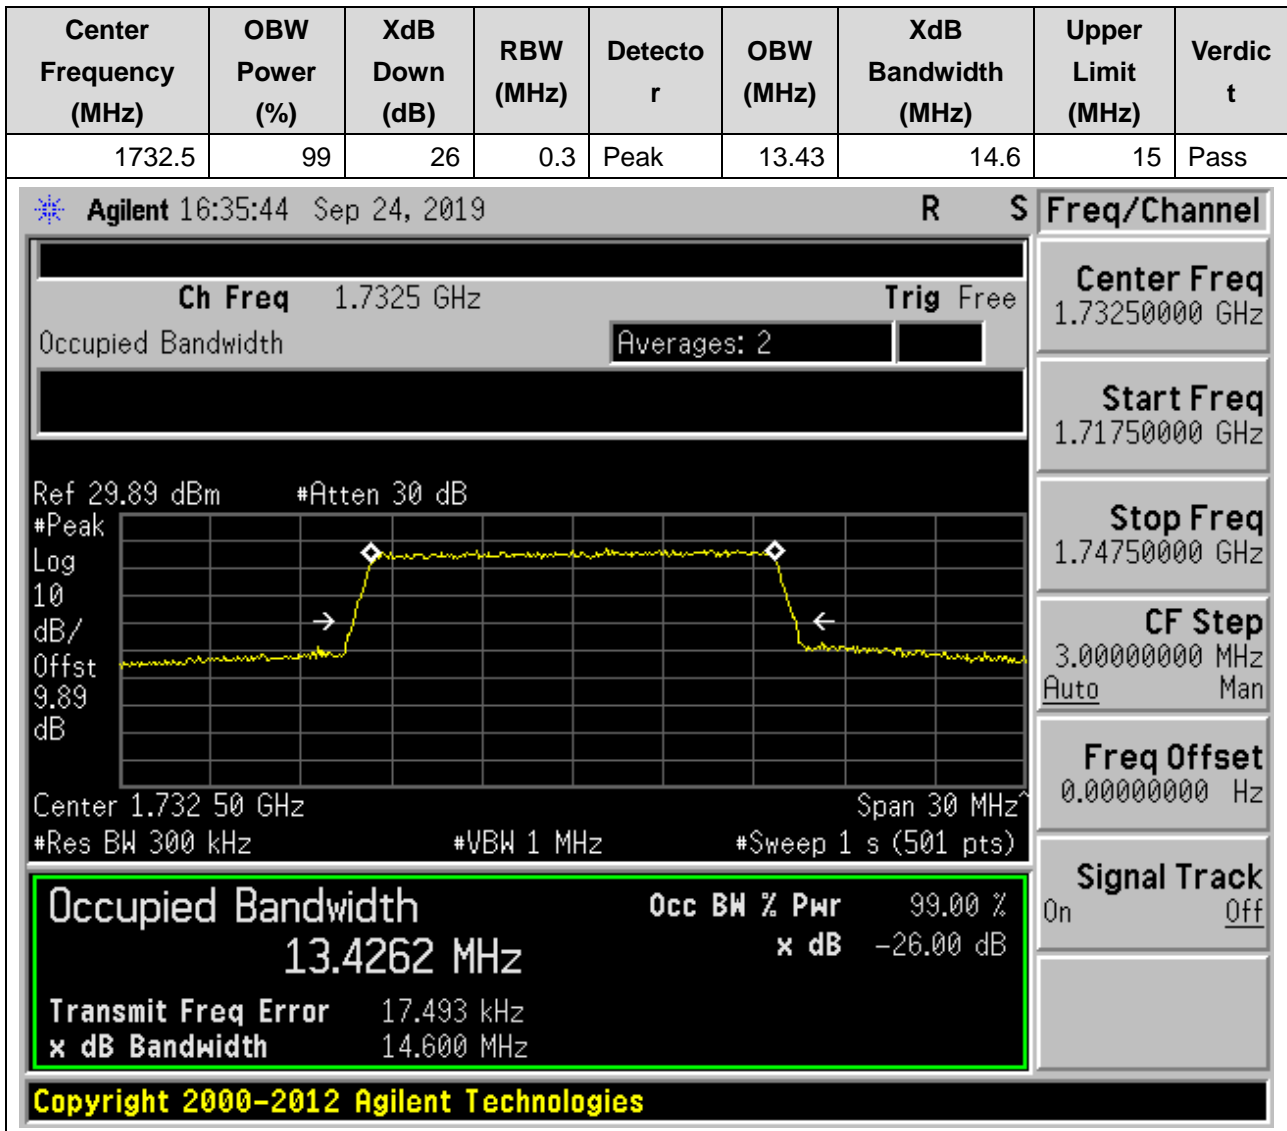 Center Frequency (MHz) OBW Power (%) XdB Down (dB) RBW (MHz) Detecto r OBW (MHz) XdB Bandwidth (MHz) Upper Limit (MHz) Verdic t
1732.5 99 26 0.3 Peak 13.43 14.6 15 Pass
Agilent 16:35:44 Sep 24, 2019 R S Freq/Channel
Ch Freq 1.7325 GHz Trig Free
Occupied Bandwidth Averages: 2
Center Freq
1.73250000 GHz
Start Freq
1.71750000 GHz
Stop Freq
1.74750000 GHz
CF Step
3.00000000 MHz
Auto Man
Freq Offset
0.00000000 Hz
Signal Track
On Off
Ref 29.89 dBm #Atten 30 dB
#Peak
Log
10
dB/
Offst
9.89
dB
Center 1.732 50 GHz Span 30 MHz^
#Res BW 300 kHz #VBW 1 MHz #Sweep 1 s (501 pts)
Occupied Bandwidth Occ BW % Pwr 99.00 %
13.4262 MHz x dB -26.00 dB
Transmit Freq Error 17.493 kHz
x dB Bandwidth 14.600 MHz
Copyright 2000-2012 Agilent Technologies